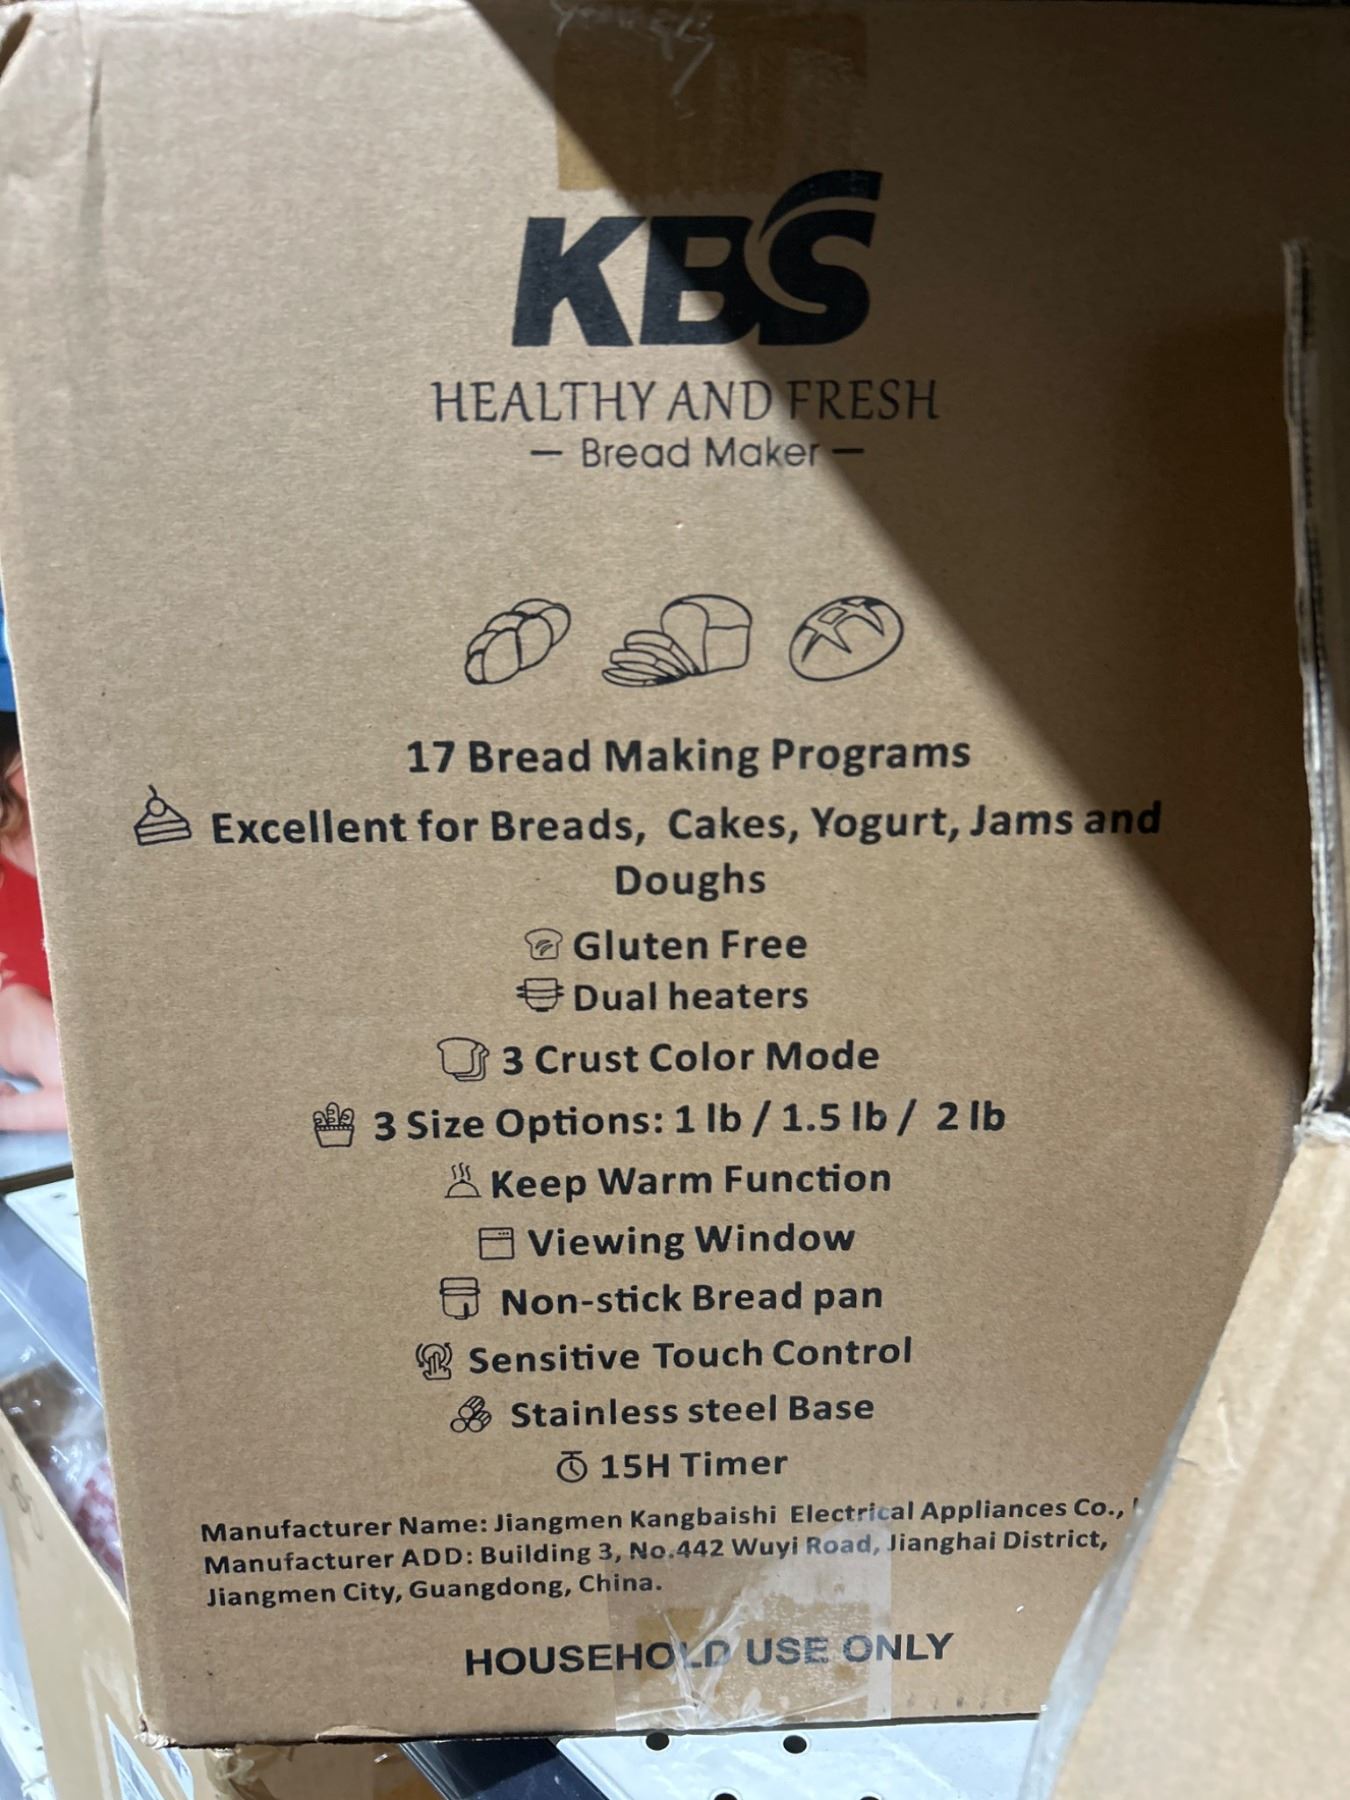 KBS
HEALTHY AND FRESH
— Bread Maker —
17 Bread Making Programs
Excellent for Breads, Cakes, Yogurt, Jams and
Doughs
Gluten Free
Dual heaters
3 Crust Color Mode
3 Size Options: 1 lb / 1.5 lb / 2 lb
Keep Warm Function
Viewing Window
Non-stick Bread pan
Sensitive Touch Control
Stainless steel Base
15H Timer
Manufacturer Name: Jiangmen Kangbaishi Electrical Appliances Co.,
Manufacturer ADD: Building 3, No.442 Wuyi Road, Jianghai District,
Jiangmen City, Guangdong, China.
HOUSEHOLD USE ONLY